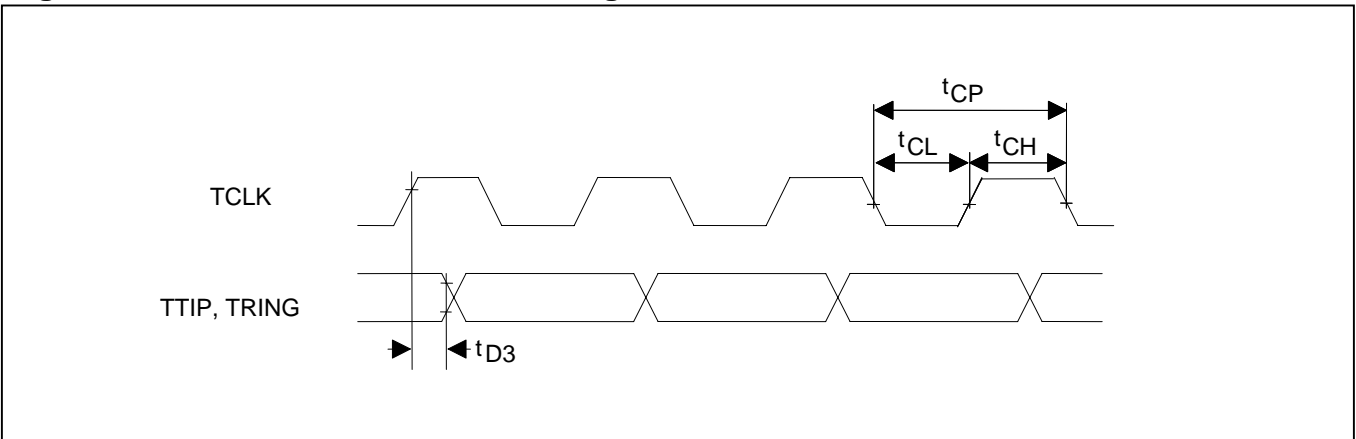 tCP
tCL
tCH
TCLK
TTIP, TRING
tD3